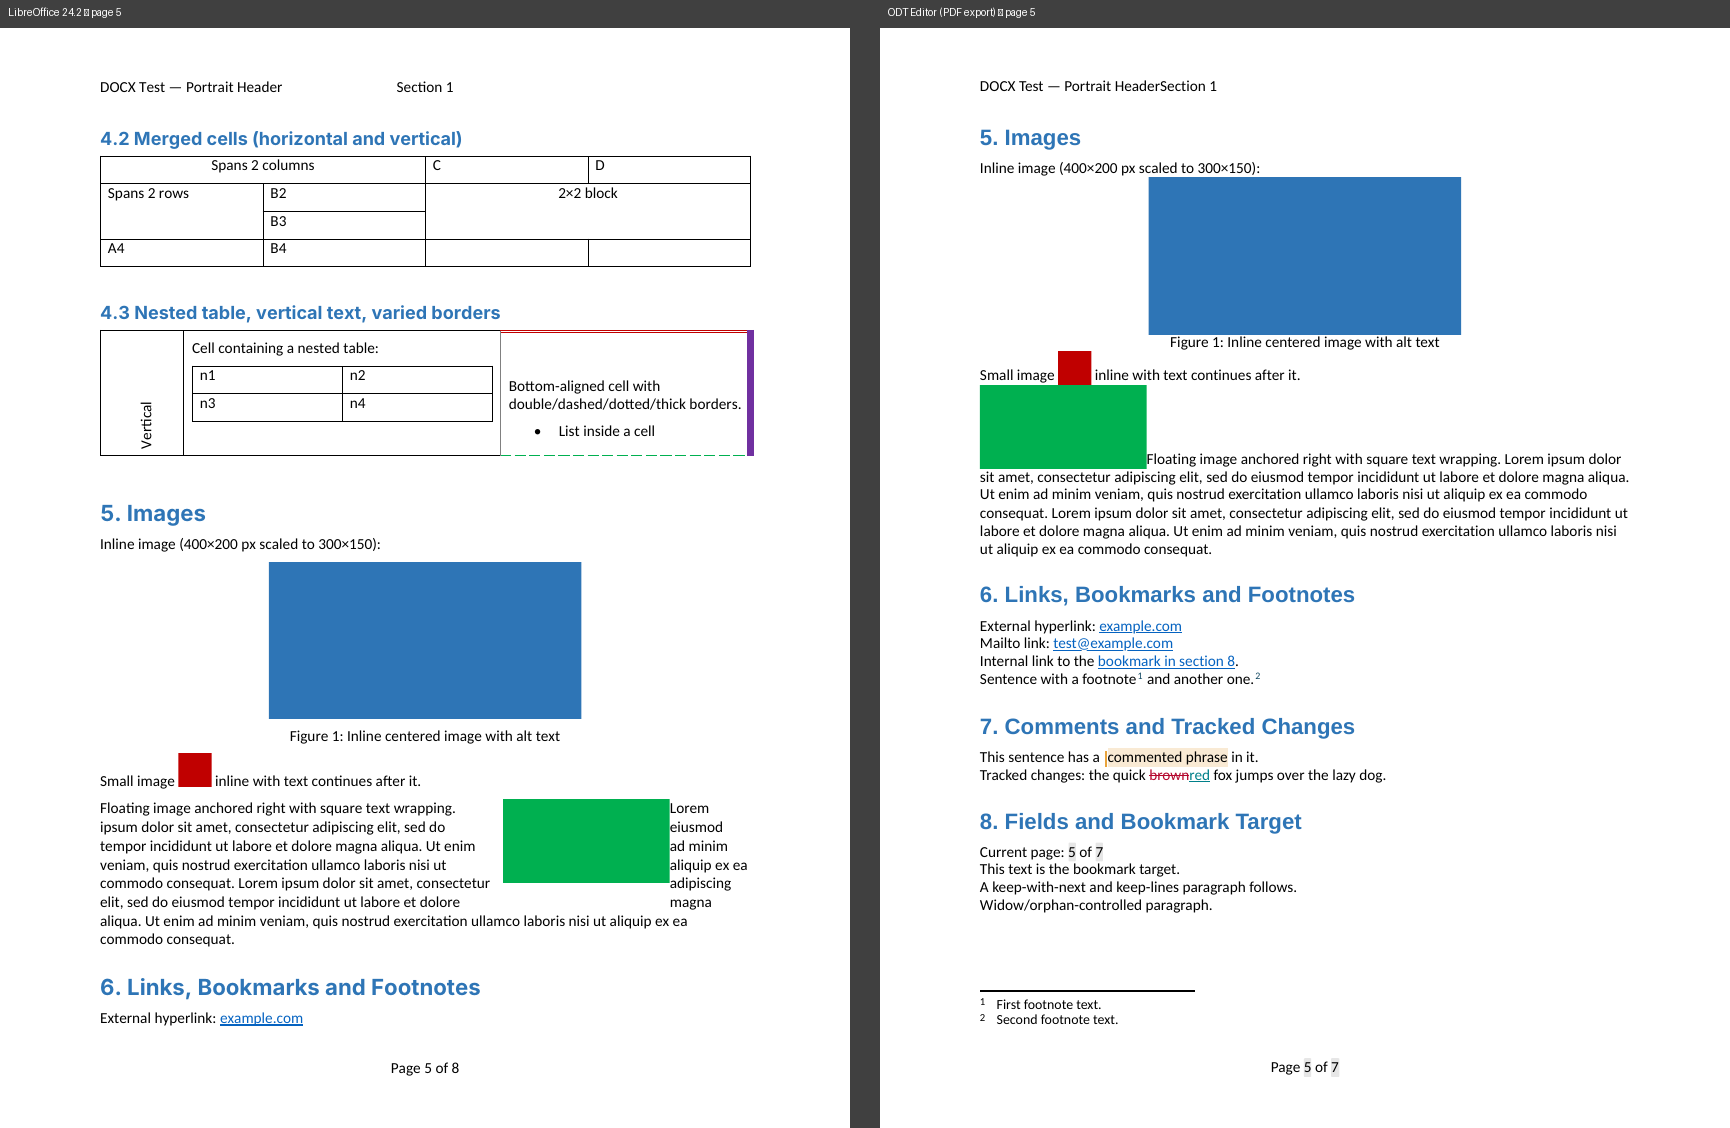 LibreOffice 24.2 page 5
DOCX Test — Portrait Header Section 1
4.2 Merged cells (horizontal and vertical)
Spans 2 columns C D
Spans 2 rows B2 2×2 block
B3
A4 B4
4.3 Nested table, vertical text, varied borders
Vertical
Cell containing a nested table:
n1 n2
n3 n4
Bottom-aligned cell with
double/dashed/dotted/thick borders.
• List inside a cell
5. Images
Inline image (400×200 px scaled to 300×150):
Figure 1: Inline centered image with alt text
Small image inline with text continues after it.
Floating image anchored right with square text wrapping. Lorem
ipsum dolor sit amet, consectetur adipiscing elit, sed do eiusmod
tempor incididunt ut labore et dolore magna aliqua. Ut enim ad minim
veniam, quis nostrud exercitation ullamco laboris nisi ut aliquip ex ea
commodo consequat. Lorem ipsum dolor sit amet, consectetur adipiscing
elit, sed do eiusmod tempor incididunt ut labore et dolore magna
aliqua. Ut enim ad minim veniam, quis nostrud exercitation ullamco laboris nisi ut aliquip ex ea
commodo consequat.
6. Links, Bookmarks and Footnotes
External hyperlink: example.com
Page 5 of 8
ODT Editor (PDF export) page 5
DOCX Test — Portrait HeaderSection 1
5. Images
Inline image (400×200 px scaled to 300×150):
Figure 1: Inline centered image with alt text
Small image inline with text continues after it.
Floating image anchored right with square text wrapping. Lorem ipsum dolor
sit amet, consectetur adipiscing elit, sed do eiusmod tempor incididunt ut labore et dolore magna aliqua.
Ut enim ad minim veniam, quis nostrud exercitation ullamco laboris nisi ut aliquip ex ea commodo
consequat. Lorem ipsum dolor sit amet, consectetur adipiscing elit, sed do eiusmod tempor incididunt ut
labore et dolore magna aliqua. Ut enim ad minim veniam, quis nostrud exercitation ullamco laboris nisi
ut aliquip ex ea commodo consequat.
6. Links, Bookmarks and Footnotes
External hyperlink: example.com
Mailto link: test@example.com
Internal link to the bookmark in section 8.
Sentence with a footnote1 and another one.2
7. Comments and Tracked Changes
This sentence has a commented phrase in it.
Tracked changes: the quick brownred fox jumps over the lazy dog.
8. Fields and Bookmark Target
Current page: 5 of 7
This text is the bookmark target.
A keep-with-next and keep-lines paragraph follows.
Widow/orphan-controlled paragraph.
1 First footnote text.
2 Second footnote text.
Page 5 of 7